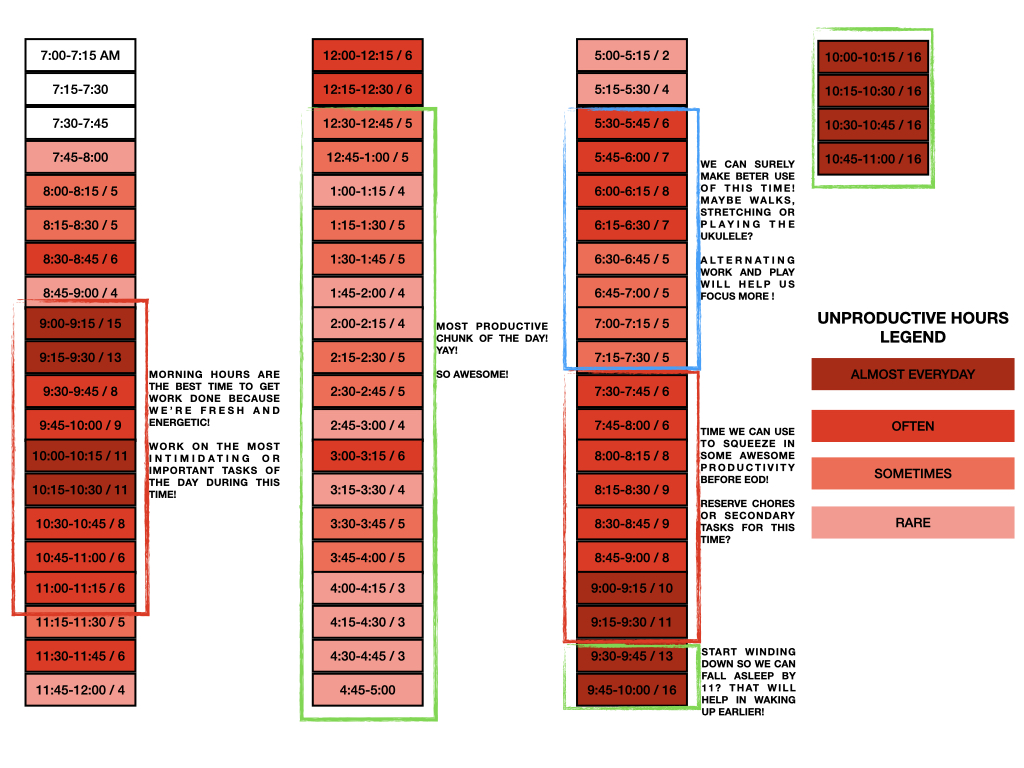 7:00-7:15 AM
7:15-7:30
7:30-7:45
7:45-8:00
8:00-8:15 / 5
8:15-8:30 / 5
8:30-8:45 / 6
8:45-9:00 / 4
9:00-9:15 / 15
9:15-9:30 / 13
9:30-9:45 / 8
9:45-10:00 / 9
10:00-10:15 / 11
10:15-10:30 / 11
10:30-10:45 / 8
10:45-11:00 / 6
11:00-11:15 / 6
11:15-11:30 / 5
11:30-11:45 / 6
11:45-12:00 / 4
MORNING HOURS ARE
THE BEST TIME TO GET
WORK DONE BECAUSE
WE'RE FRESH AND
ENERGETIC!
WORK ON THE MOST
INTIMIDATING OR
IMPORTANT TASKS OF
THE DAY DURING THIS
TIME!
12:00-12:15 / 6
12:15-12:30 / 6
12:30-12:45 / 5
12:45-1:00 / 5
1:00-1:15 / 4
1:15-1:30 / 5
1:30-1:45 / 5
1:45-2:00 / 4
2:00-2:15 / 4
2:15-2:30 / 5
2:30-2:45 / 5
2:45-3:00 / 4
3:00-3:15 / 6
3:15-3:30 / 4
3:30-3:45 / 5
3:45-4:00 / 5
4:00-4:15 / 3
4:15-4:30 / 3
4:30-4:45 / 3
4:45-5:00
MOST PRODUCTIVE
CHUNK OF THE DAY!
YAY!
SO AWESOME!
5:00-5:15 / 2
5:15-5:30 / 4
5:30-5:45 / 6
5:45-6:00 / 7
6:00-6:15 / 8
6:15-6:30 / 7
6:30-6:45 / 5
6:45-7:00 / 5
7:00-7:15 / 5
7:15-7:30 / 5
7:30-7:45 / 6
7:45-8:00 / 6
8:00-8:15 / 8
8:15-8:30 / 9
8:30-8:45 / 9
8:45-9:00 / 8
9:00-9:15 / 10
9:15-9:30 / 11
9:30-9:45 / 13
9:45-10:00 / 16
WE CAN SURELY
MAKE BETER USE
OF THIS TIME!
MAYBE WALKS,
STRETCHING OR
PLAYING THE
UKULELE?
ALTERNATING
WORK AND PLAY
WILL HELP US
FOCUS MORE !
TIME WE CAN USE
TO SQUEEZE IN
SOME AWESOME
PRODUCTIVITY
BEFORE EOD!
RESERVE CHORES
OR SECONDARY
TASKS FOR THIS
TIME?
START WINDING
DOWN SO WE CAN
FALL ASLEEP BY
11? THAT WILL
HELP IN WAKING
UP EARLIER!
10:00-10:15 / 16
10:15-10:30 / 16
10:30-10:45 / 16
10:45-11:00 / 16
UNPRODUCTIVE HOURS
LEGEND
ALMOST EVERYDAY
OFTEN
SOMETIMES
RARE